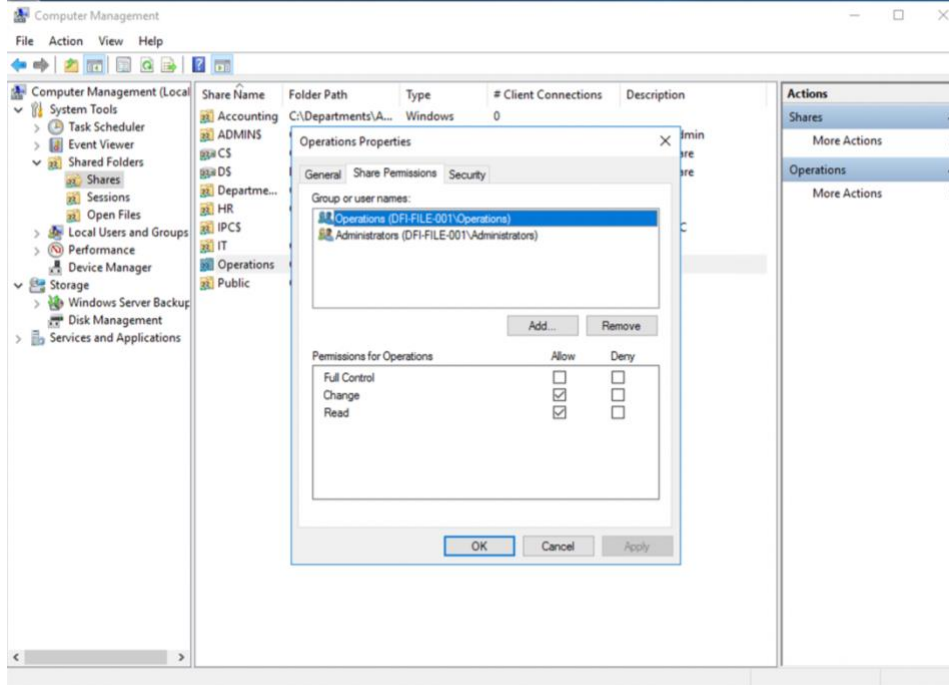 Computer Management
File Action View Help
Computer Management (Local
System Tools
Task Scheduler
Event Viewer
Shared Folders
Shares
Sessions
Open Files
Local Users and Groups
Performance
Device Manager
Storage
Windows Server Backup
Disk Management
Services and Applications
Share Name Folder Path Type # Client Connections Description
Accounting C:\Departments\A... Windows 0
ADMIN$
C$
D$
Departme...
HR
IPC$
IT
Operations
Public
Operations Properties
General Share Permissions Security
Group or user names:
Operations (DFI-FILE-001\Operations)
Administrators (DFI-FILE-001\Administrators)
Add... Remove
Permissions for Operations Allow Deny
Full Control
Change
Read
OK Cancel Apply
Actions
Shares
More Actions
Operations
More Actions